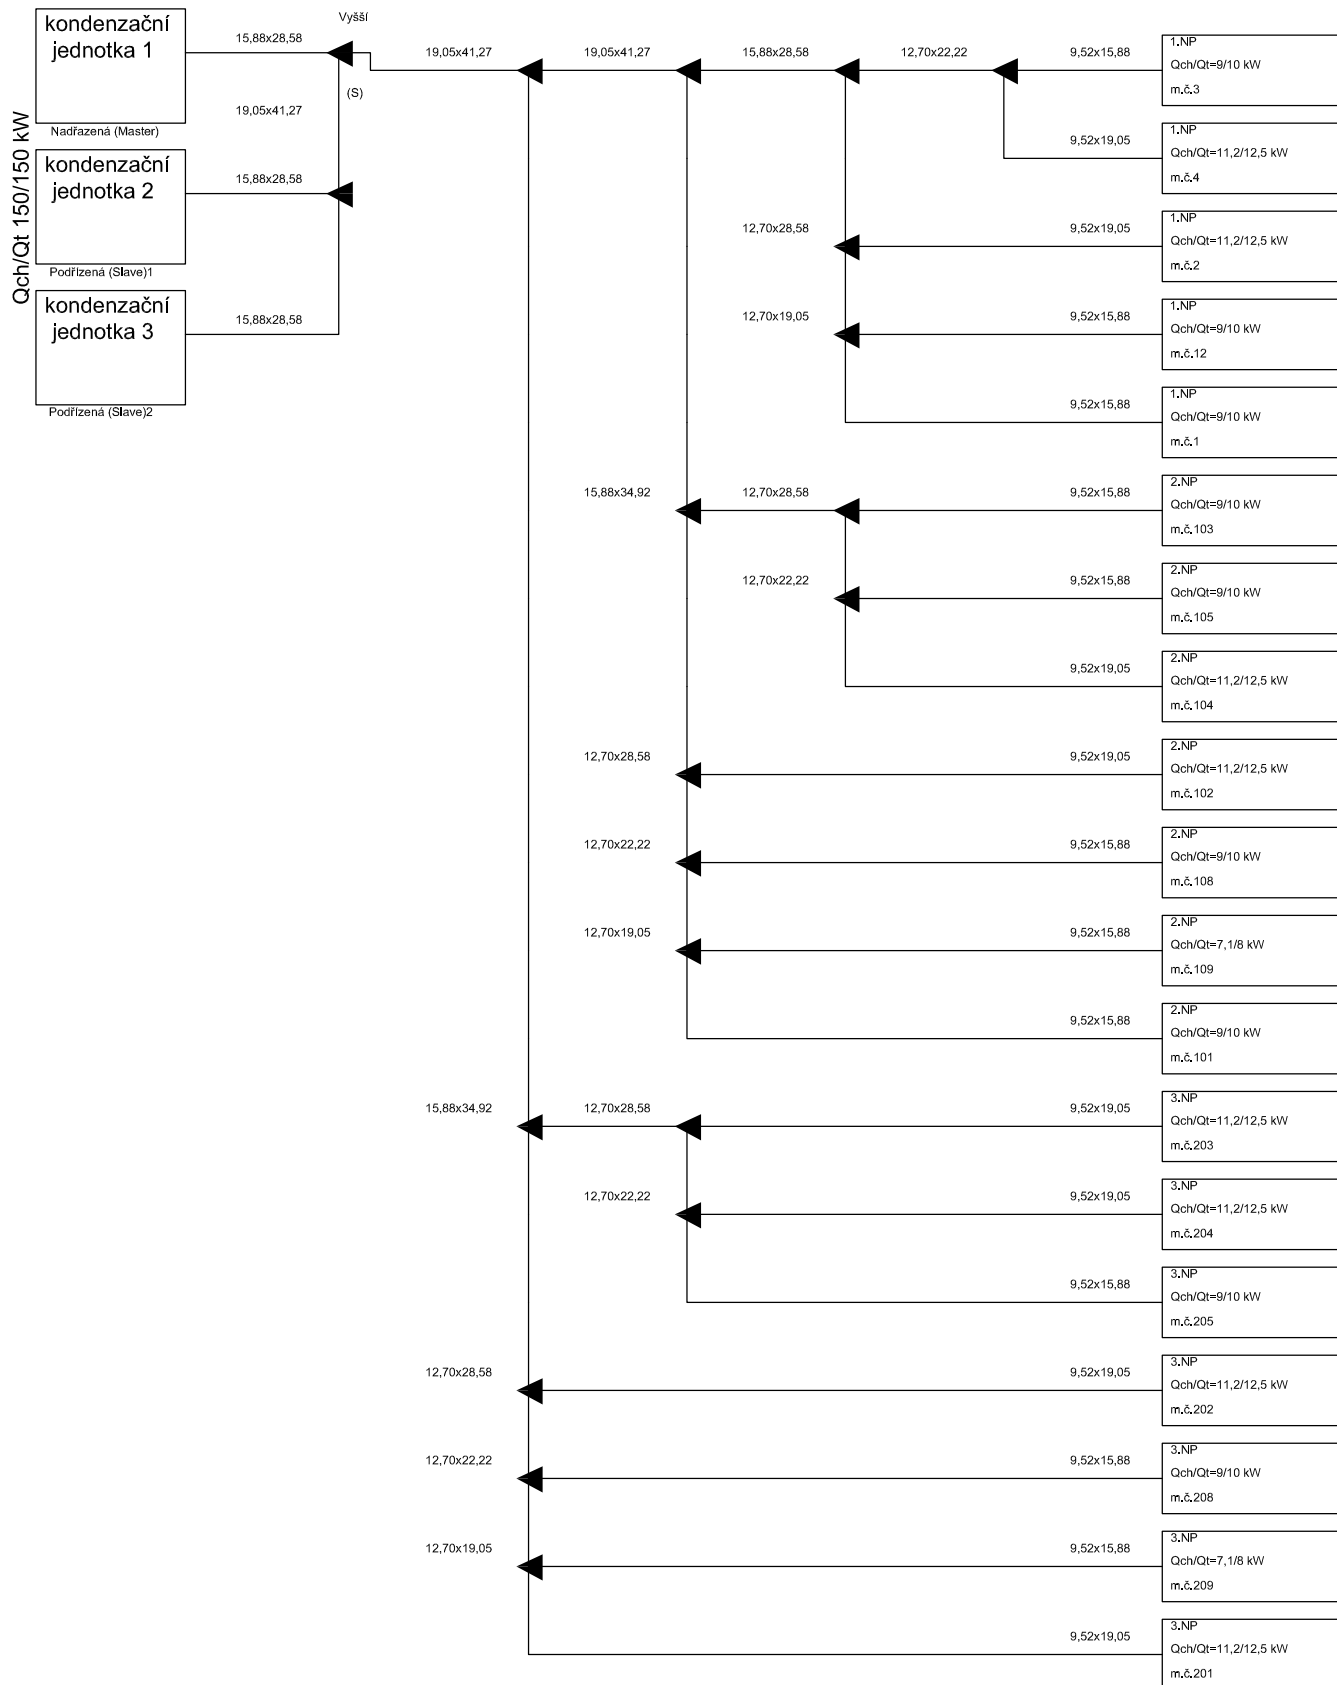 Qch/Qt 150/150 kW
kondenzační
jednotka 1
Nadřazená (Master)
kondenzační
jednotka 2
Podřízená (Slave)1
kondenzační
jednotka 3
Podřízená (Slave)2
Vyšší
(S)
15,88x28,58
19,05x41,27
15,88x28,58
15,88x28,58
19,05x41,27
19,05x41,27
15,88x28,58
12,70x22,22
9,52x15,88
1.NP
Qch/Qt=9/10 kW
m.č.3
9,52x19,05
1.NP
Qch/Qt=11,2/12,5 kW
m.č.4
12,70x28,58
9,52x19,05
1.NP
Qch/Qt=11,2/12,5 kW
m.č.2
12,70x19,05
9,52x15,88
1.NP
Qch/Qt=9/10 kW
m.č.12
9,52x15,88
1.NP
Qch/Qt=9/10 kW
m.č.1
15,88x34,92
12,70x28,58
9,52x15,88
2.NP
Qch/Qt=9/10 kW
m.č.103
12,70x22,22
9,52x15,88
2.NP
Qch/Qt=9/10 kW
m.č.105
9,52x19,05
2.NP
Qch/Qt=11,2/12,5 kW
m.č.104
12,70x28,58
9,52x19,05
2.NP
Qch/Qt=11,2/12,5 kW
m.č.102
12,70x22,22
9,52x15,88
2.NP
Qch/Qt=9/10 kW
m.č.108
12,70x19,05
9,52x15,88
2.NP
Qch/Qt=7,1/8 kW
m.č.109
9,52x15,88
2.NP
Qch/Qt=9/10 kW
m.č.101
15,88x34,92
12,70x28,58
9,52x19,05
3.NP
Qch/Qt=11,2/12,5 kW
m.č.203
12,70x22,22
9,52x19,05
3.NP
Qch/Qt=11,2/12,5 kW
m.č.204
9,52x15,88
3.NP
Qch/Qt=9/10 kW
m.č.205
12,70x28,58
9,52x19,05
3.NP
Qch/Qt=11,2/12,5 kW
m.č.202
12,70x22,22
9,52x15,88
3.NP
Qch/Qt=9/10 kW
m.č.208
12,70x19,05
9,52x15,88
3.NP
Qch/Qt=7,1/8 kW
m.č.209
9,52x19,05
3.NP
Qch/Qt=11,2/12,5 kW
m.č.201